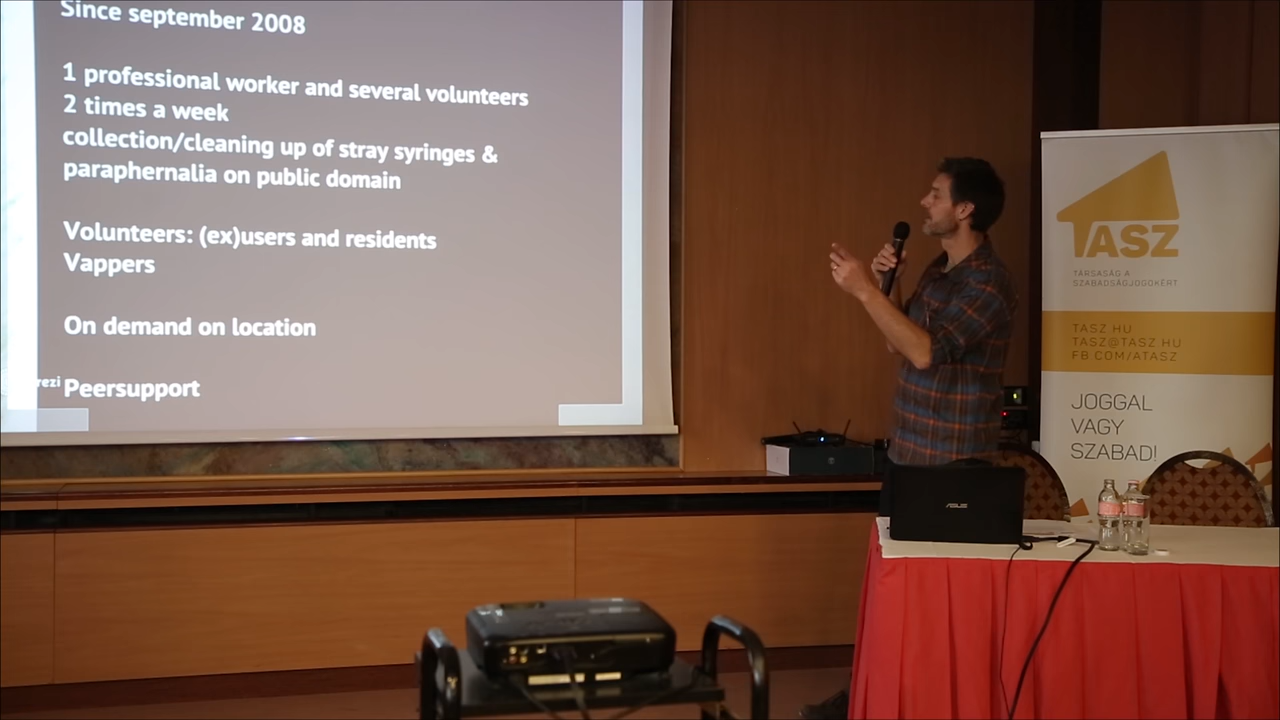 Since september 2008
1 professional worker and several volunteers
2 times a week
collection/cleaning up of stray syringes &
paraphernalia on public domain
Volunteers: (ex)users and residents
Vappers
On demand on location
rezi
Peersupport
TASZ
TÁRSASÁG A
SZABADSÁGJOGOKÉRT
TASZ.HU
TASZ@TASZ.HU
FB.COM/ATASZ
JOGGAL
VAGY
SZABAD!
ASUS